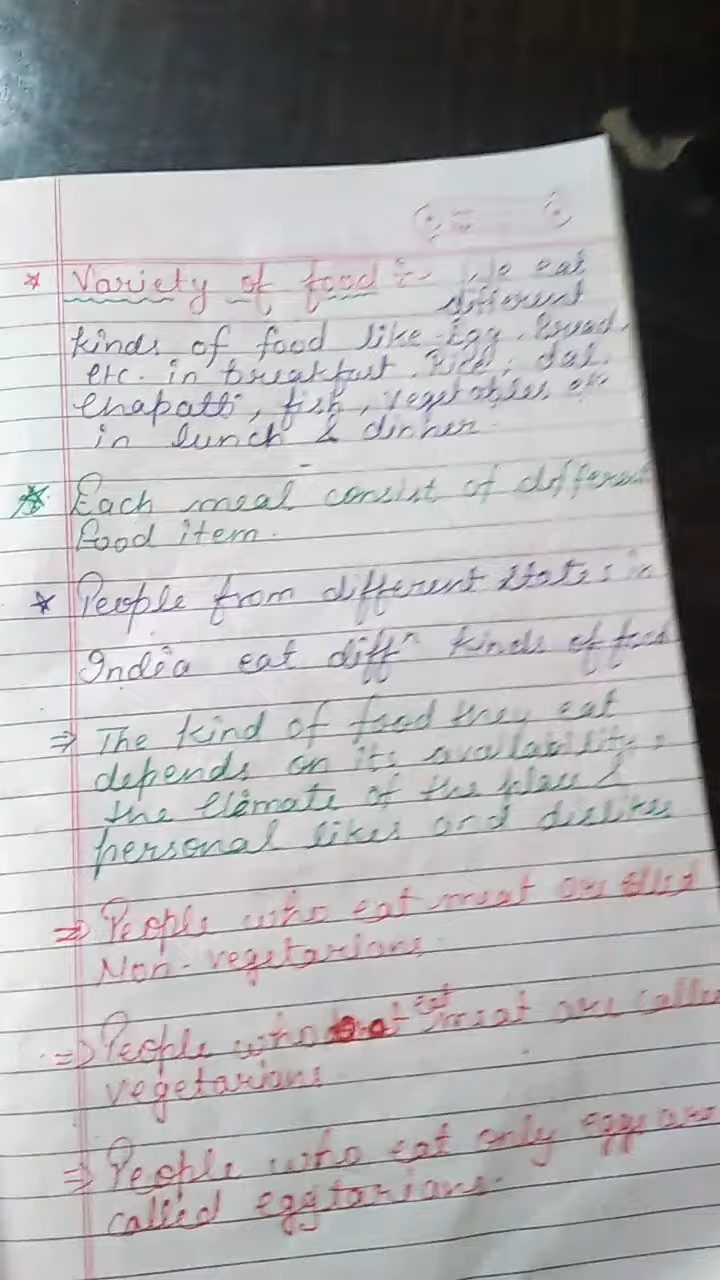 * Variety of food :- We eat
different
kinds of food like - Egg, Bread,
etc. in breakfast, Rice, dal,
Chapatti, fish, vegetables etc
in lunch & dinner.
* Each meal consist of different
food item.
* People from different states in
India eat diffn kinds of food
⇒ The kind of food they eat
depends on its availability,
the climate of the place &
personal likes and dislikes
⇒ People who eat meat are called
Non-vegetarians.
⇒ People who eat meat are called
vegetarians.
⇒ People who eat only eggs are
called eggtarians.